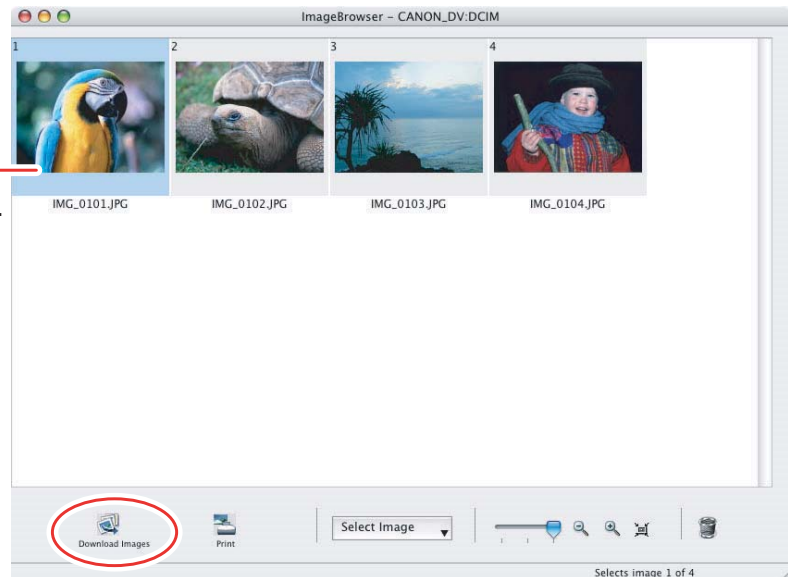 ImageBrowser – CANON_DV:DCIM
1 2 3 4
IMG_0101.JPG IMG_0102.JPG IMG_0103.JPG IMG_0104.JPG
Select Image
Download Images Print
Selects image 1 of 4